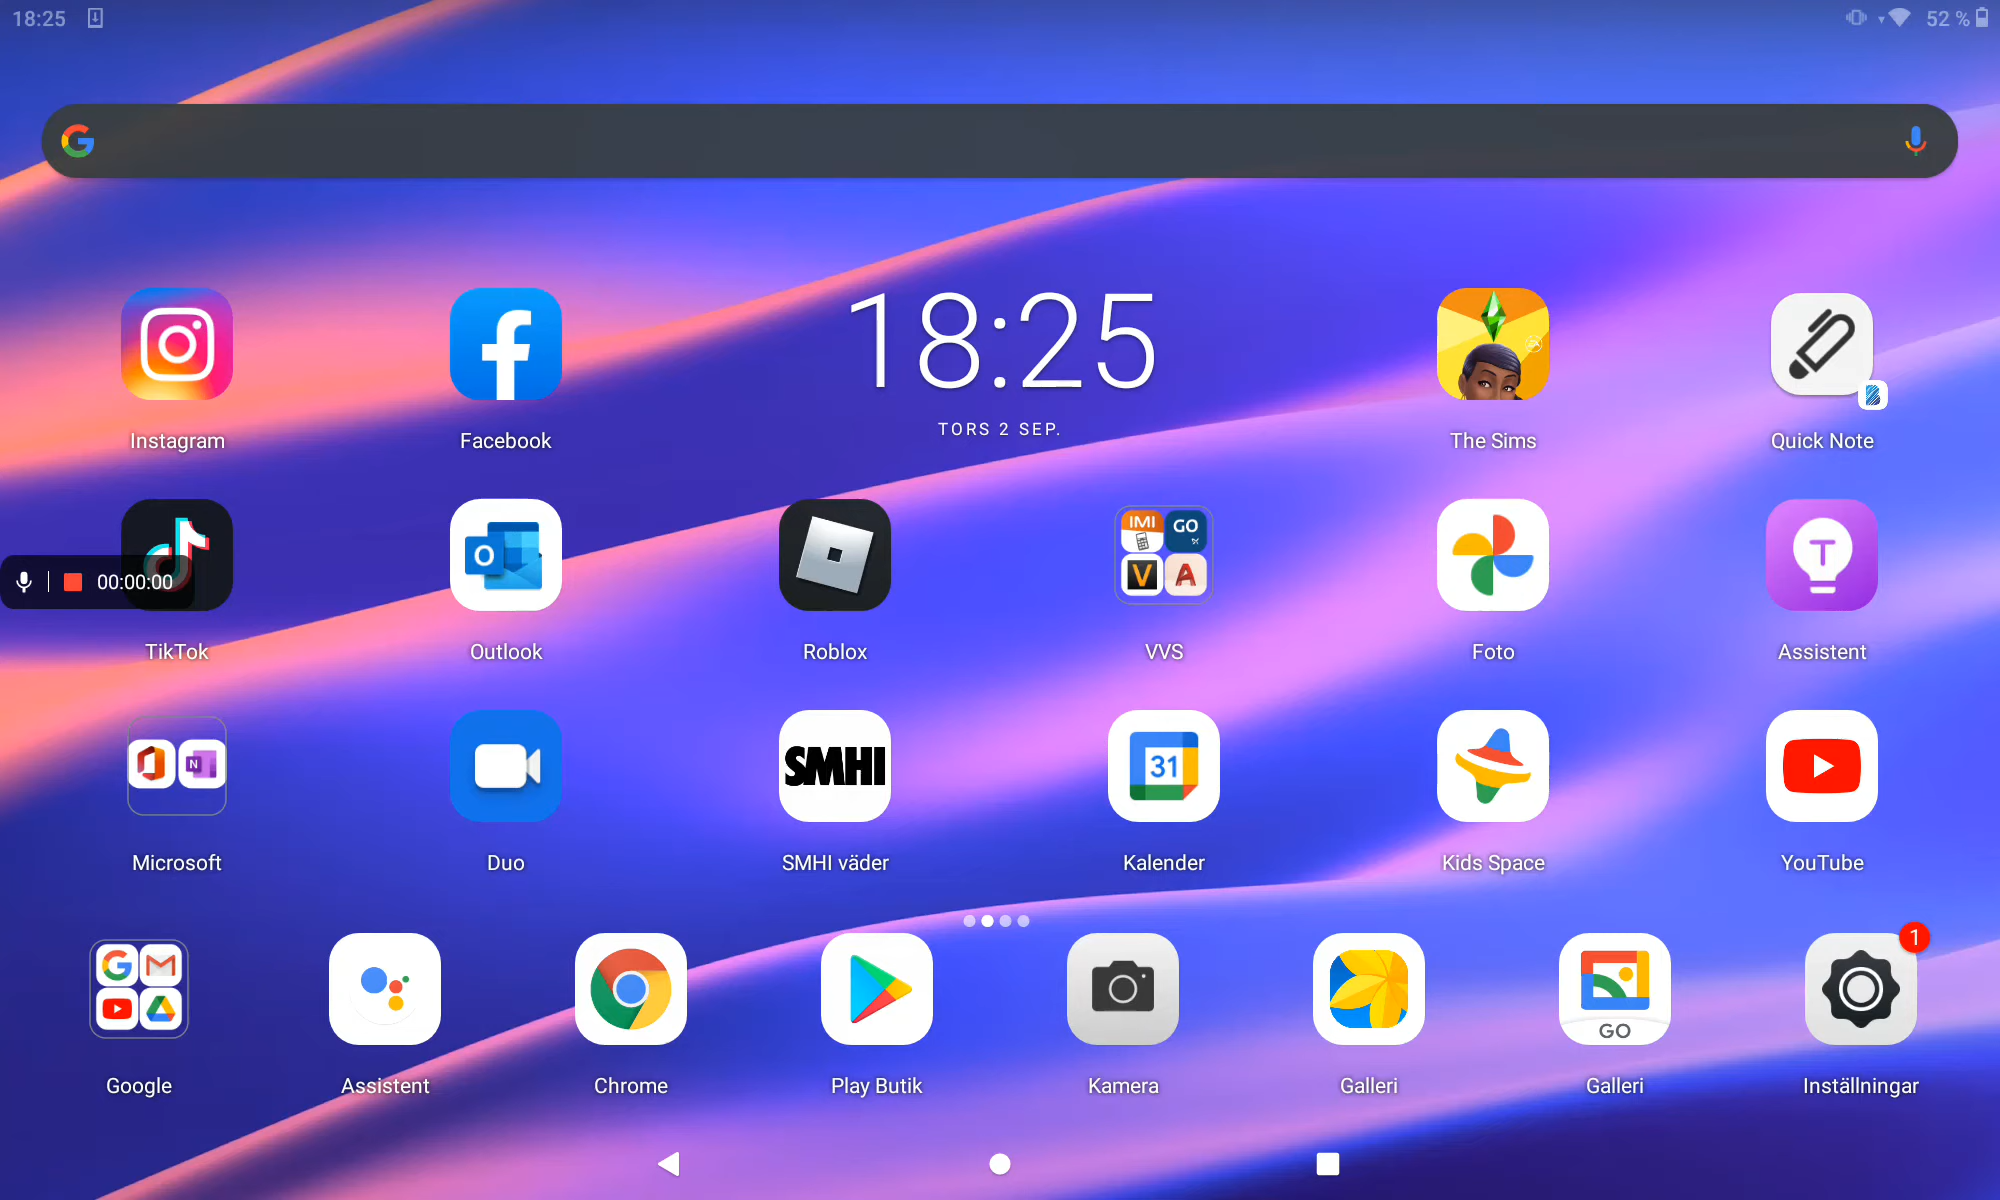 18:25
52 %
18:25
TORS 2 SEP.
Instagram
Facebook
The Sims
Quick Note
00:00:00
IMI
GO
V
A
TikTok
Outlook
Roblox
VVS
Foto
T
Assistent
N
SMHI
31
Microsoft
Duo
SMHI väder
Kalender
Kids Space
YouTube
GO
1
Google
Assistent
Chrome
Play Butik
Kamera
Galleri
Galleri
Inställningar